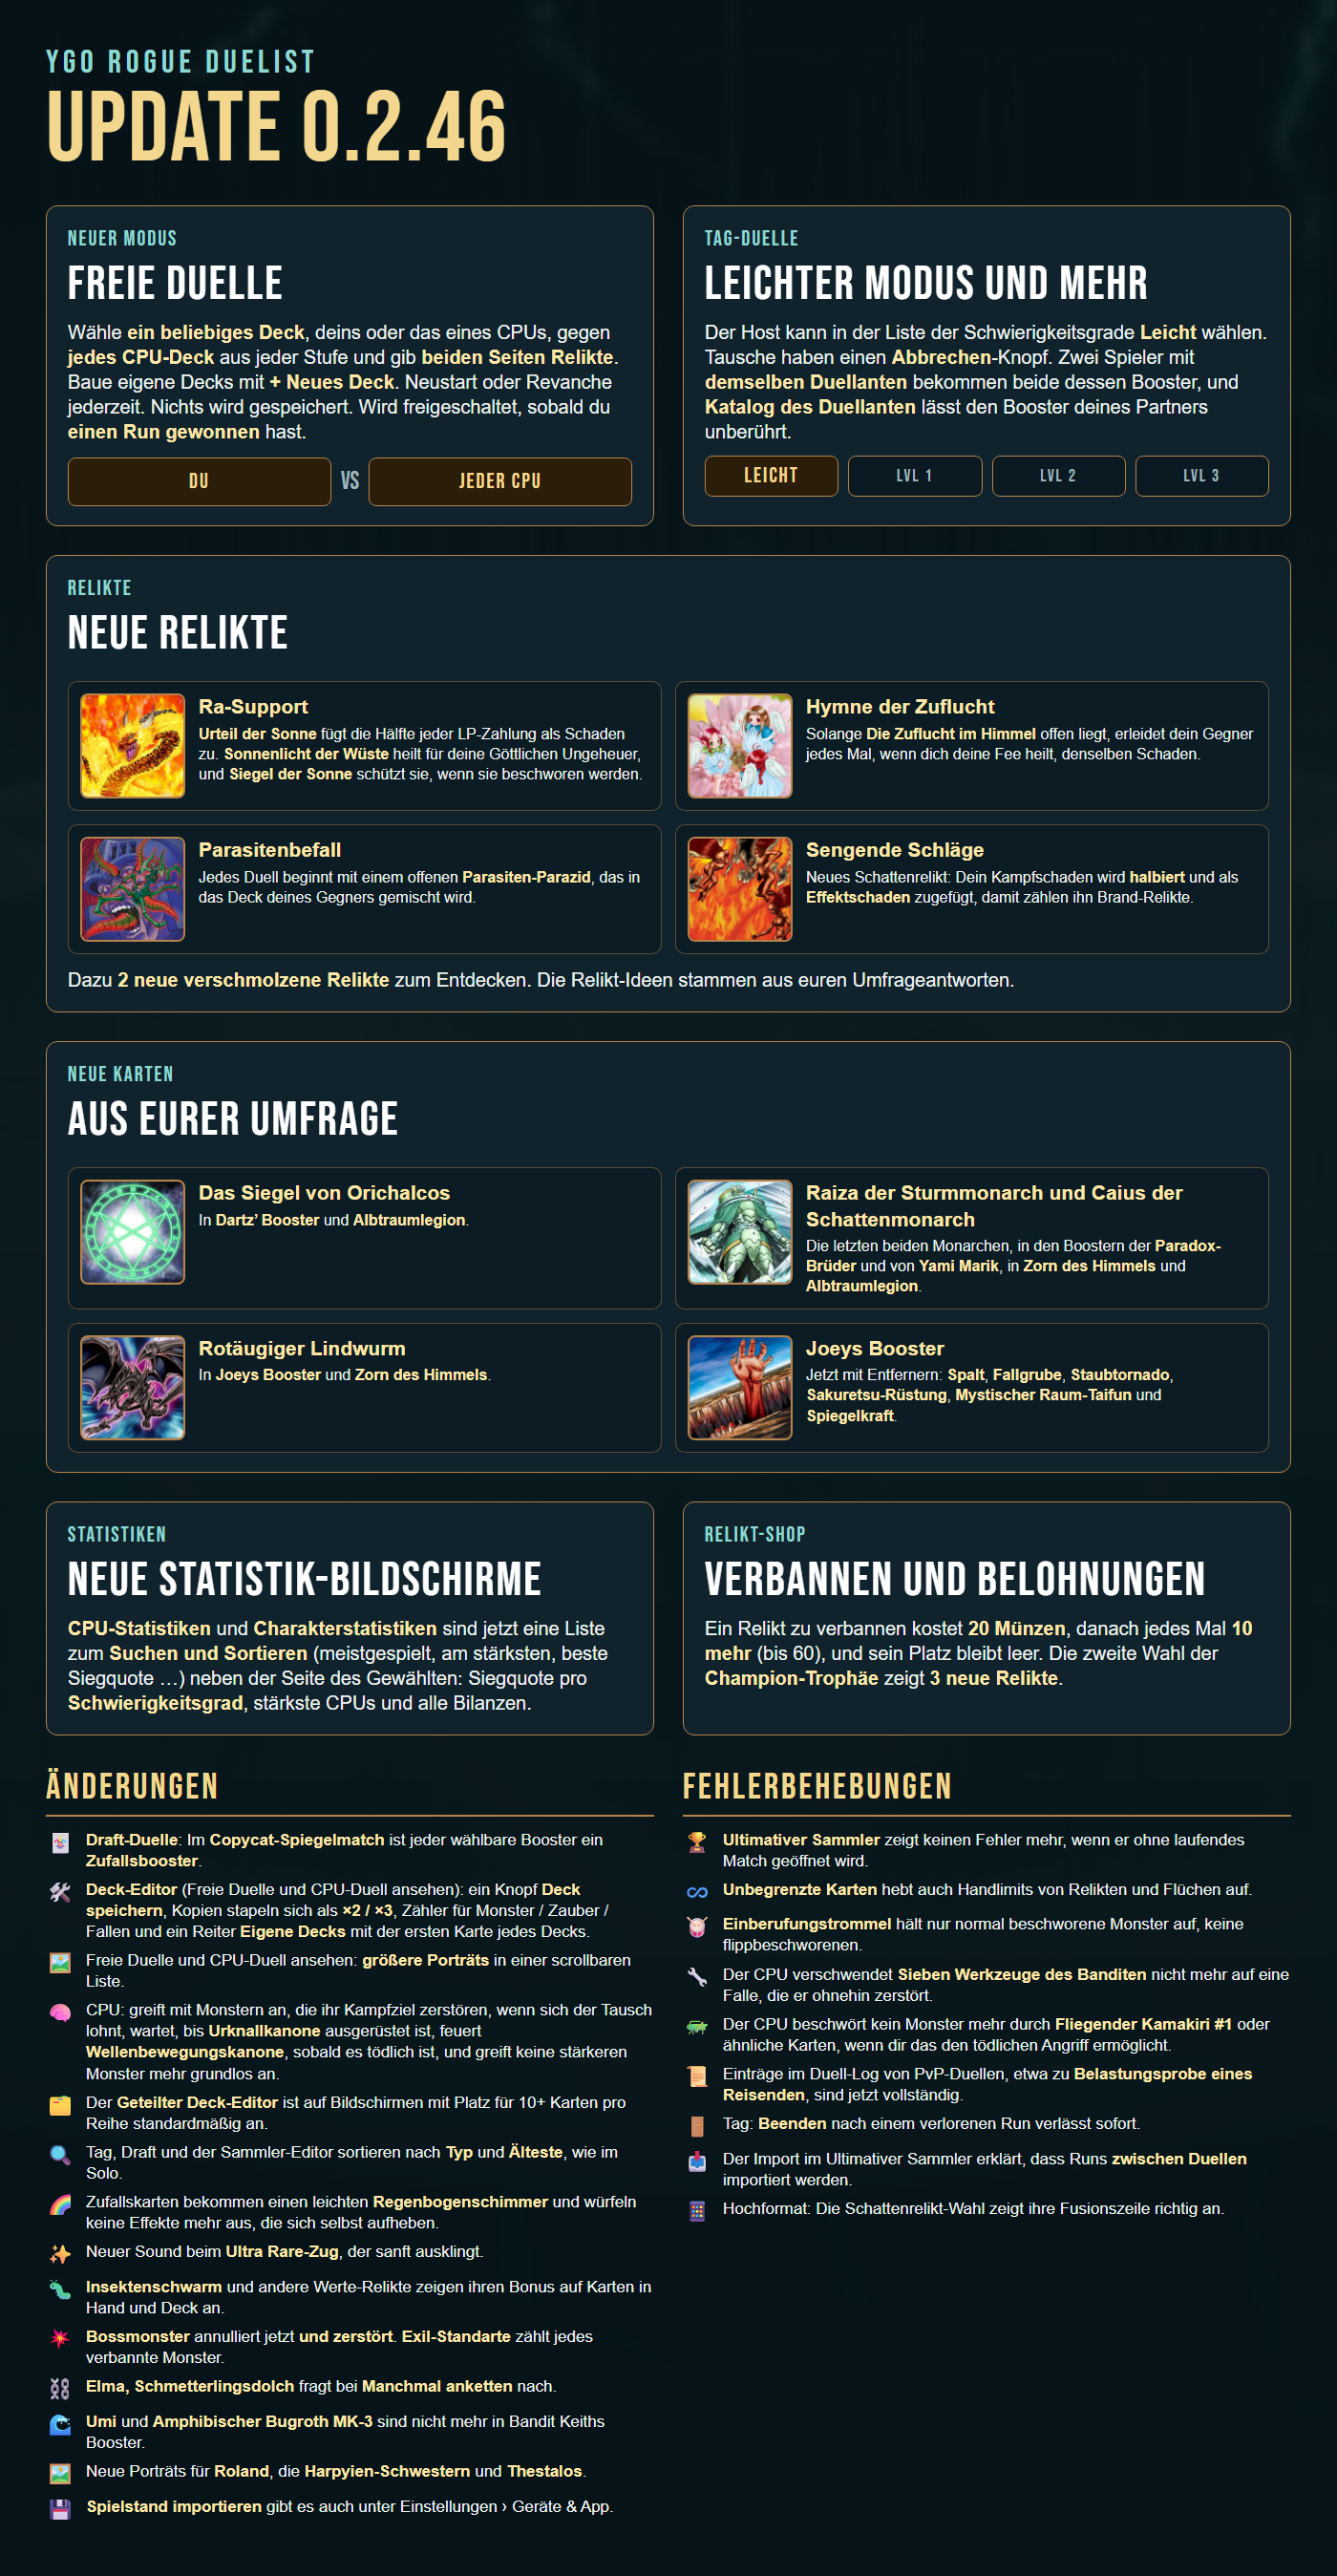 YGO ROGUE DUELIST
UPDATE 0.2.46
NEUER MODUS
FREIE DUELLE
Wähle ein beliebiges Deck, deins oder das eines CPUs, gegen
jedes CPU-Deck aus jeder Stufe und gib beiden Seiten Relikte.
Baue eigene Decks mit + Neues Deck. Neustart oder Revanche
jederzeit. Nichts wird gespeichert. Wird freigeschaltet, sobald du
einen Run gewonnen hast.
DU
VS
JEDER CPU
TAG-DUELLE
LEICHTER MODUS UND MEHR
Der Host kann in der Liste der Schwierigkeitsgrade Leicht wählen.
Tausche haben einen Abbrechen-Knopf. Zwei Spieler mit
demselben Duellanten bekommen beide dessen Booster, und
Katalog des Duellanten lässt den Booster deines Partners
unberührt.
LEICHT
LVL 1
LVL 2
LVL 3
RELIKTE
NEUE RELIKTE
Ra-Support
Urteil der Sonne fügt die Hälfte jeder LP-Zahlung als Schaden
zu. Sonnenlicht der Wüste heilt für deine Göttlichen Ungeheuer,
und Siegel der Sonne schützt sie, wenn sie beschworen werden.
Hymne der Zuflucht
Solange Die Zuflucht im Himmel offen liegt, erleidet dein Gegner
jedes Mal, wenn dich deine Fee heilt, denselben Schaden.
Parasitenbefall
Jedes Duell beginnt mit einem offenen Parasiten-Parazid, das in
das Deck deines Gegners gemischt wird.
Sengende Schläge
Neues Schattenrelikt: Dein Kampfschaden wird halbiert und als
Effektschaden zugefügt, damit zählen ihn Brand-Relikte.
Dazu 2 neue verschmolzene Relikte zum Entdecken. Die Relikt-Ideen stammen aus euren Umfrageantworten.
NEUE KARTEN
AUS EURER UMFRAGE
Das Siegel von Orichalcos
In Dartz’ Booster und Albtraumlegion.
Raiza der Sturmmonarch und Caius der
Schattenmonarch
Die letzten beiden Monarchen, in den Boostern der Paradox-
Brüder und von Yami Marik, in Zorn des Himmels und
Albtraumlegion.
Rotäugiger Lindwurm
In Joeys Booster und Zorn des Himmels.
Joeys Booster
Jetzt mit Entfernern: Spalt, Fallgrube, Staubtornado,
Sakuretsu-Rüstung, Mystischer Raum-Taifun und
Spiegelkraft.
STATISTIKEN
NEUE STATISTIK-BILDSCHIRME
CPU-Statistiken und Charakterstatistiken sind jetzt eine Liste
zum Suchen und Sortieren (meistgespielt, am stärksten, beste
Siegquote …) neben der Seite des Gewählten: Siegquote pro
Schwierigkeitsgrad, stärkste CPUs und alle Bilanzen.
RELIKT-SHOP
VERBANNEN UND BELOHNUNGEN
Ein Relikt zu verbannen kostet 20 Münzen, danach jedes Mal 10
mehr (bis 60), und sein Platz bleibt leer. Die zweite Wahl der
Champion-Trophäe zeigt 3 neue Relikte.
ÄNDERUNGEN
Draft-Duelle: Im Copycat-Spiegelmatch ist jeder wählbare Booster ein
Zufallsbooster.
Deck-Editor (Freie Duelle und CPU-Duell ansehen): ein Knopf Deck
speichern, Kopien stapeln sich als ×2 / ×3, Zähler für Monster / Zauber /
Fallen und ein Reiter Eigene Decks mit der ersten Karte jedes Decks.
Freie Duelle und CPU-Duell ansehen: größere Porträts in einer scrollbaren
Liste.
CPU: greift mit Monstern an, die ihr Kampfziel zerstören, wenn sich der Tausch
lohnt, wartet, bis Urknallkanone ausgerüstet ist, feuert
Wellenbewegungskanone, sobald es tödlich ist, und greift keine stärkeren
Monster mehr grundlos an.
Der Geteilter Deck-Editor ist auf Bildschirmen mit Platz für 10+ Karten pro
Reihe standardmäßig an.
Tag, Draft und der Sammler-Editor sortieren nach Typ und Älteste, wie im
Solo.
Zufallskarten bekommen einen leichten Regenbogenschimmer und würfeln
keine Effekte mehr aus, die sich selbst aufheben.
Neuer Sound beim Ultra Rare-Zug, der sanft ausklingt.
Insektenschwarm und andere Werte-Relikte zeigen ihren Bonus auf Karten in
Hand und Deck an.
Bossmonster annulliert jetzt und zerstört. Exil-Standarte zählt jedes
verbannte Monster.
Elma, Schmetterlingsdolch fragt bei Manchmal anketten nach.
Umi und Amphibischer Bugroth MK-3 sind nicht mehr in Bandit Keiths
Booster.
Neue Porträts für Roland, die Harpyien-Schwestern und Thestalos.
Spielstand importieren gibt es auch unter Einstellungen › Geräte & App.
FEHLERBEHEBUNGEN
Ultimativer Sammler zeigt keinen Fehler mehr, wenn er ohne laufendes
Match geöffnet wird.
Unbegrenzte Karten hebt auch Handlimits von Relikten und Flüchen auf.
Einberufungstrommel hält nur normal beschworene Monster auf, keine
flippbeschworenen.
Der CPU verschwendet Sieben Werkzeuge des Banditen nicht mehr auf eine
Falle, die er ohnehin zerstört.
Der CPU beschwört kein Monster mehr durch Fliegender Kamakiri #1 oder
ähnliche Karten, wenn dir das den tödlichen Angriff ermöglicht.
Einträge im Duell-Log von PvP-Duellen, etwa zu Belastungsprobe eines
Reisenden, sind jetzt vollständig.
Tag: Beenden nach einem verlorenen Run verlässt sofort.
Der Import im Ultimativer Sammler erklärt, dass Runs zwischen Duellen
importiert werden.
Hochformat: Die Schattenrelikt-Wahl zeigt ihre Fusionszeile richtig an.